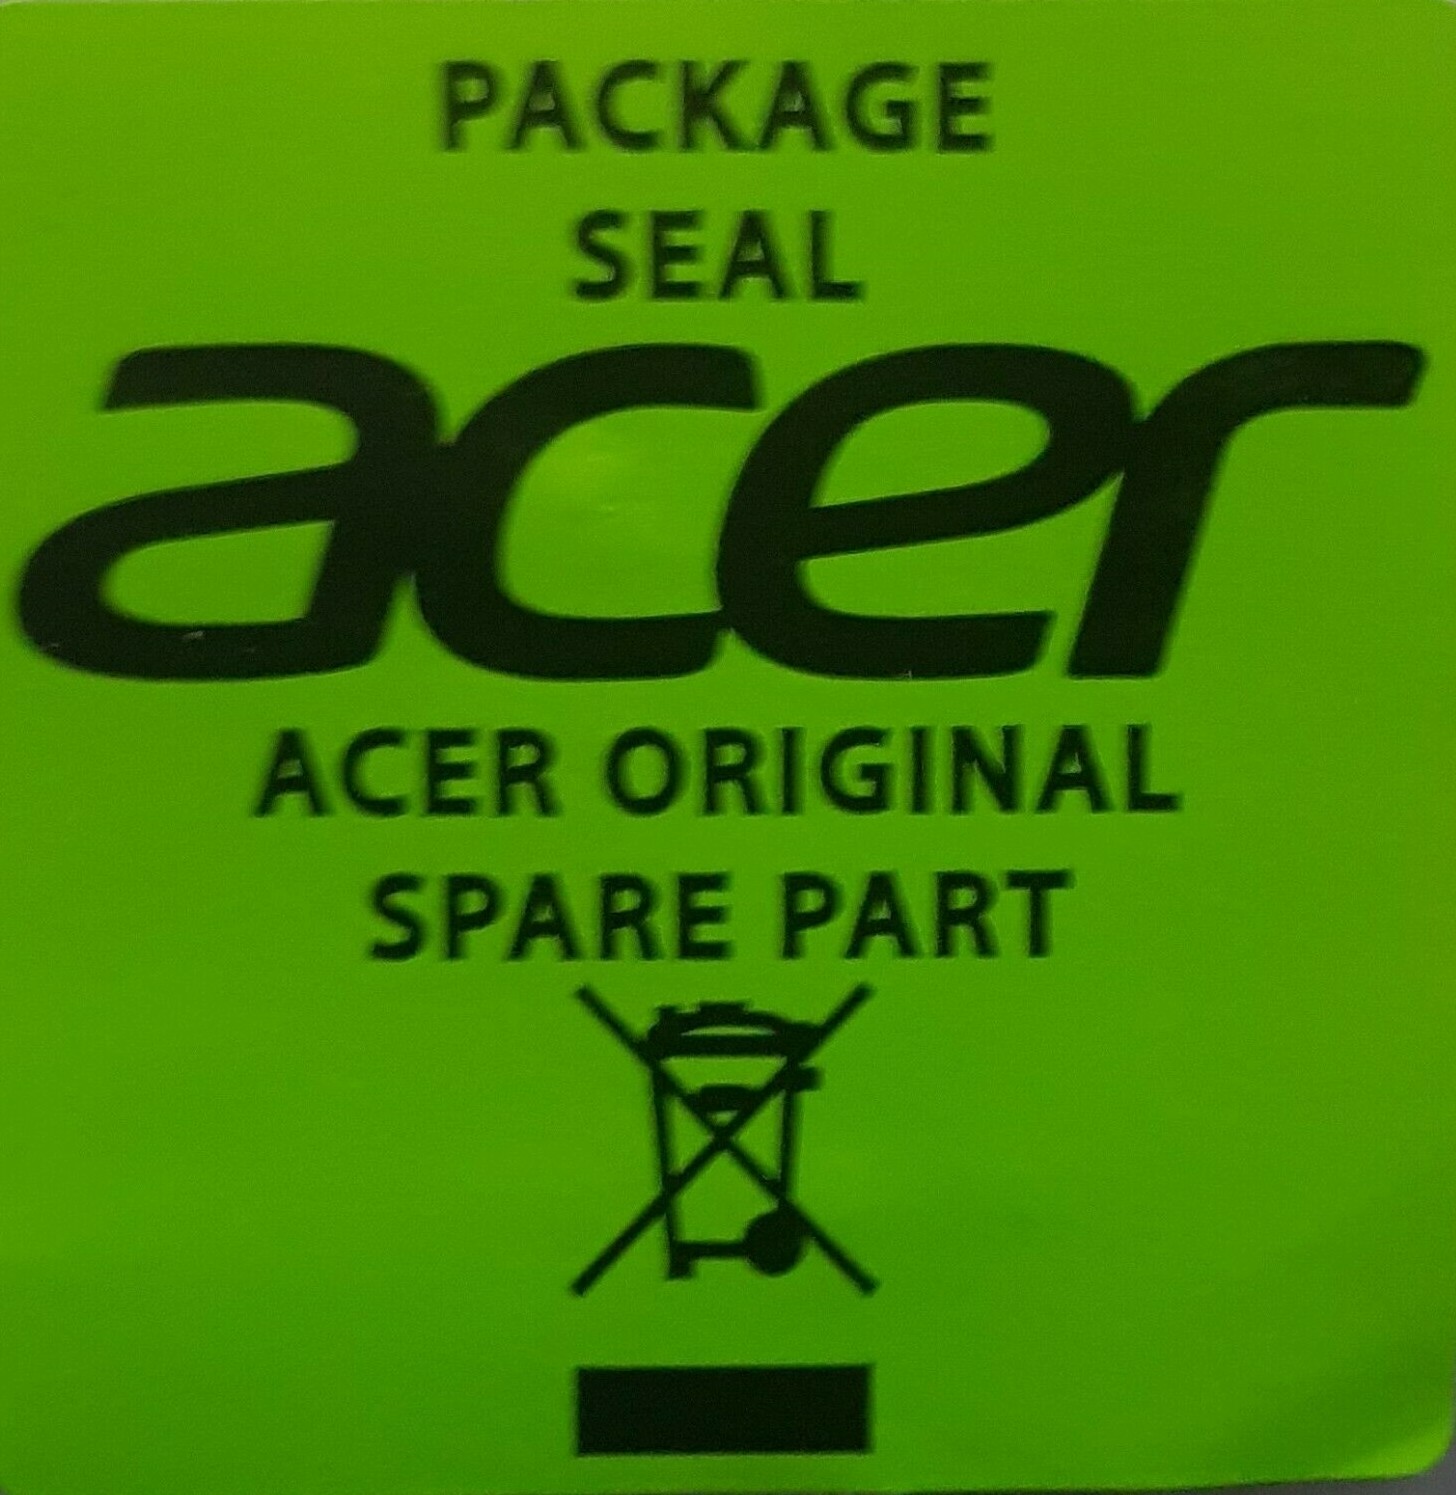 PACKAGE
SEAL
acer
ACER ORIGINAL
SPARE PART